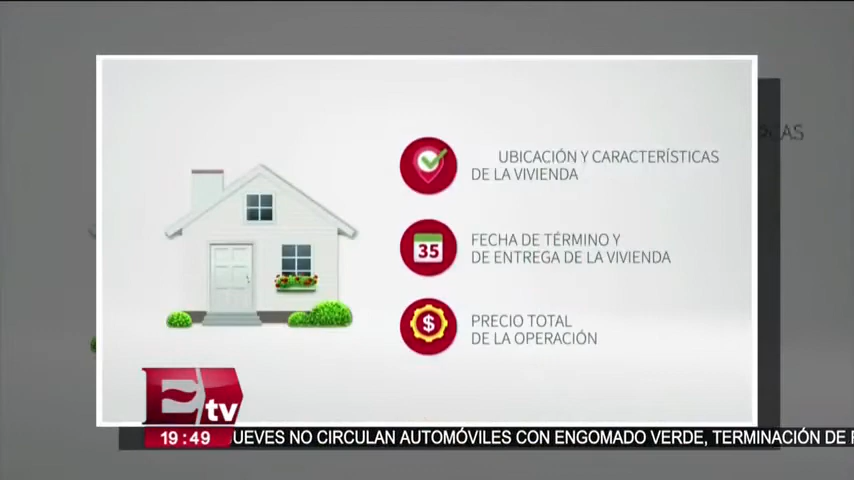 RCAS
UBICACIÓN Y CARACTERÍSTICAS
DE LA VIVIENDA
35
FECHA DE TÉRMINO Y
DE ENTREGA DE LA VIVIENDA
$
PRECIO TOTAL
DE LA OPERACIÓN
E tv
19:49 UEVES NO CIRCULAN AUTOMÓVILES CON ENGOMADO VERDE, TERMINACIÓN DE